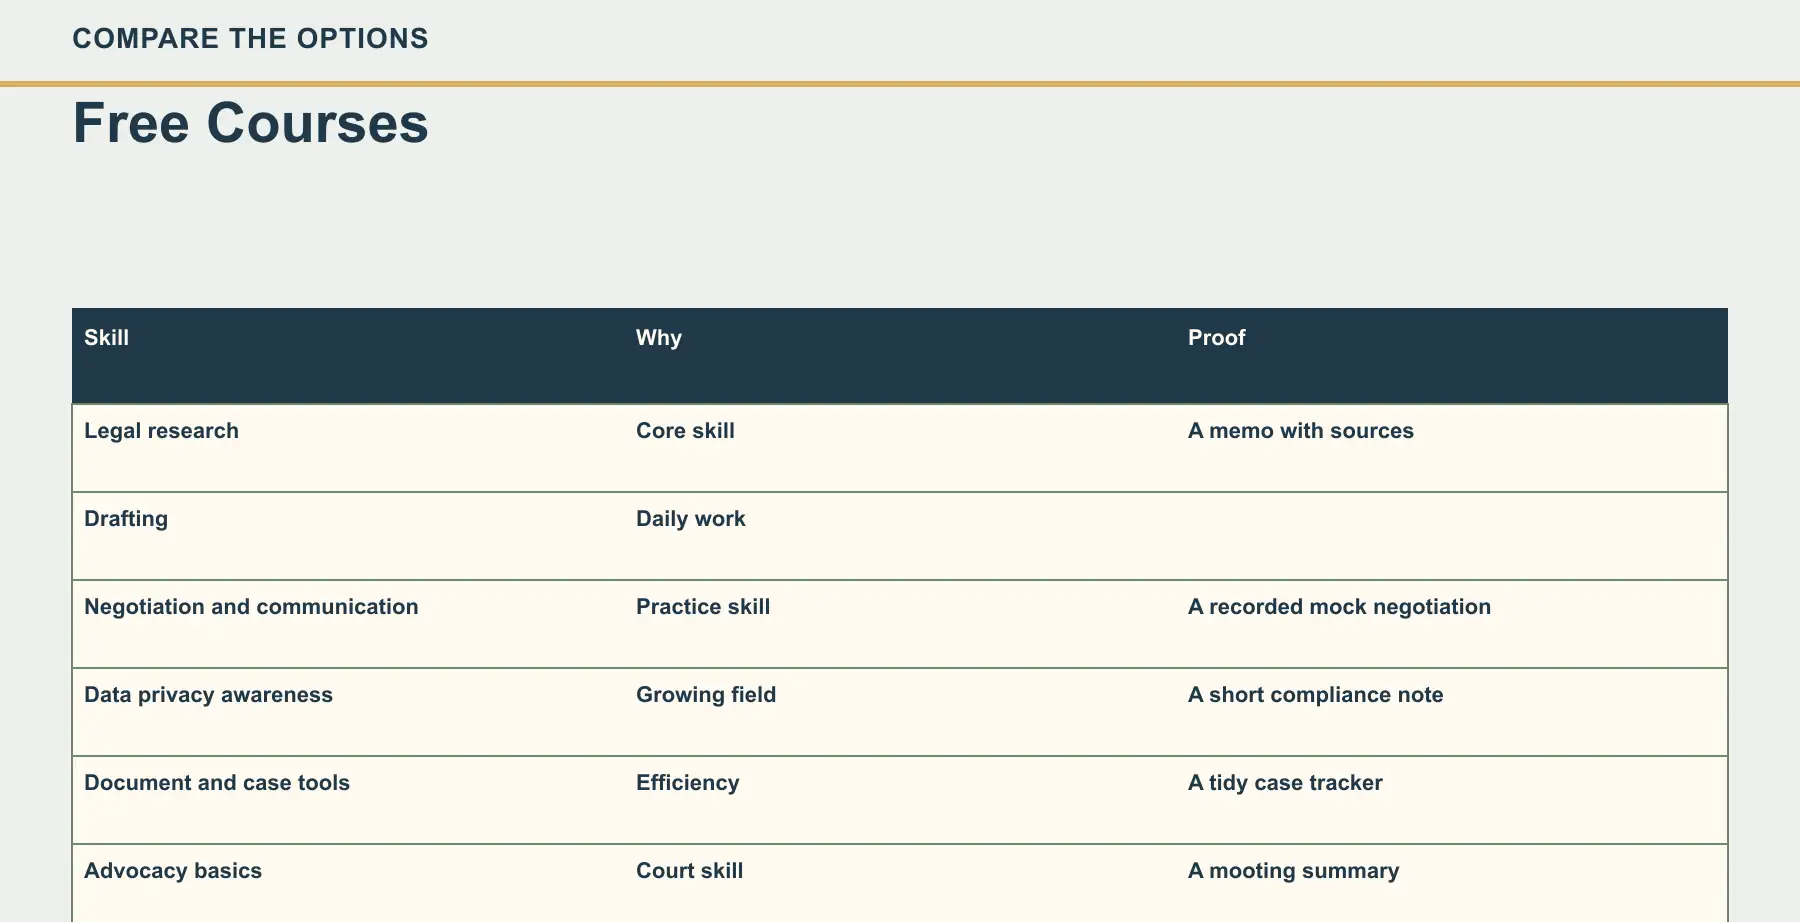 COMPARE THE OPTIONS
Free Courses
Skill Why Proof
Legal research Core skill A memo with sources
Drafting Daily work
Negotiation and communication Practice skill A recorded mock negotiation
Data privacy awareness Growing field A short compliance note
Document and case tools Efficiency A tidy case tracker
Advocacy basics Court skill A mooting summary